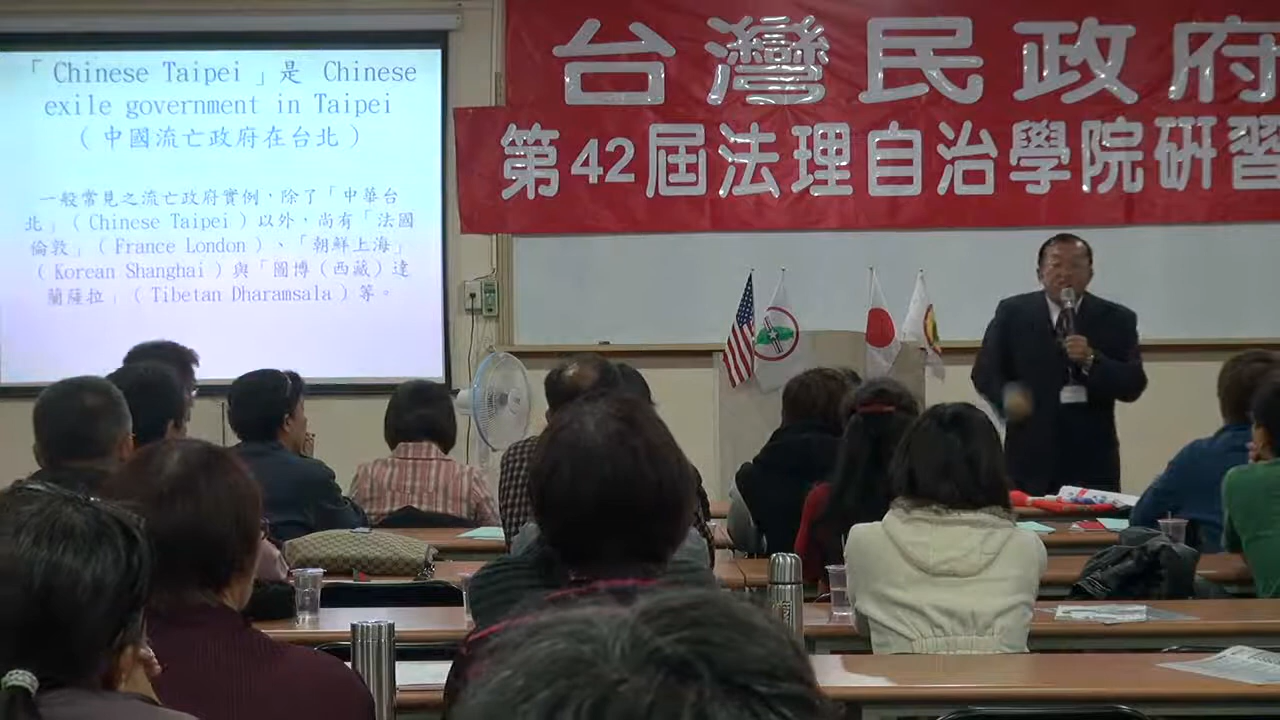 「 Chinese Taipei 」是 Chinese
exile government in Taipei
( 中國流亡政府在台北 )
一般常見之流亡政府實例,除了「中華台
北」( Chinese Taipei ) 以外,尚有「法國
倫敦」( France London )、「朝鮮上海」
( Korean Shanghai ) 與「圖博 (西藏) 達
蘭薩拉」( Tibetan Dharamsala ) 等。
台灣民政府
第42屆法理自治學院研習